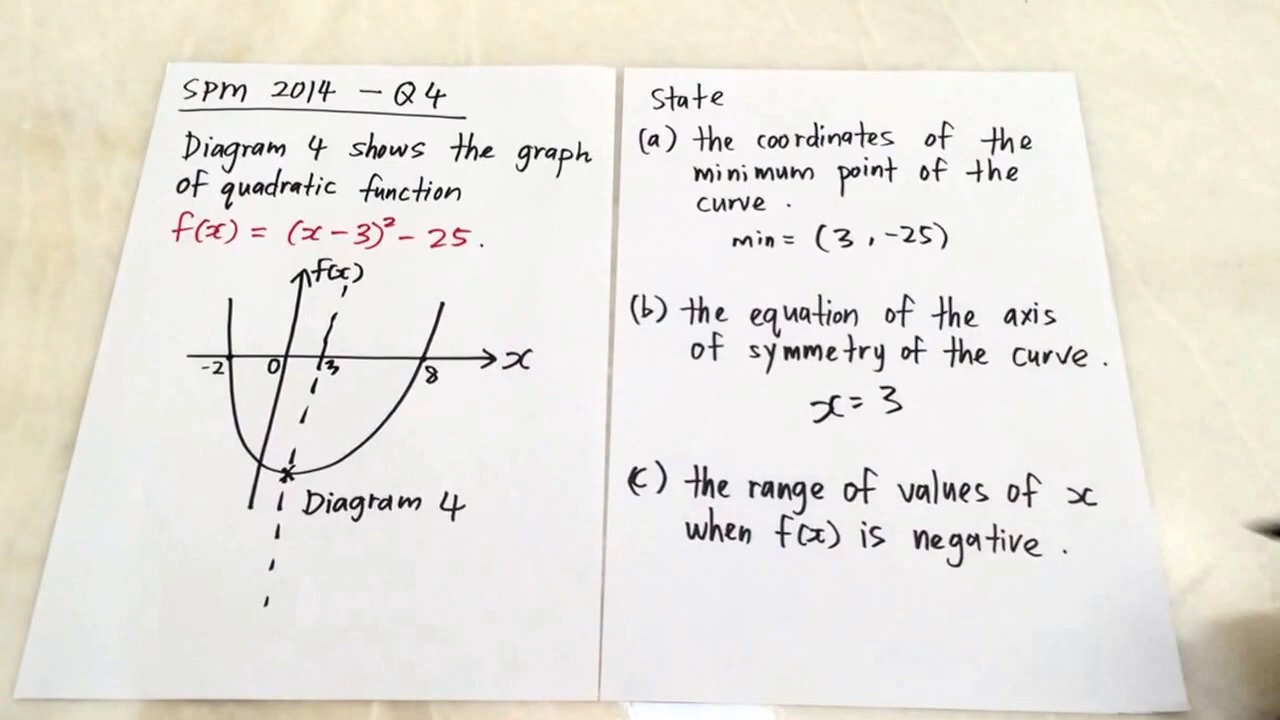 SPM 2014 - Q4
Diagram 4 shows the graph
of quadratic function
f(x) = (x-3)² - 25.
f(x)
-2 0 3 8 x
Diagram 4
State
(a) the coordinates of the
minimum point of the
curve.
min = (3, -25)
(b) the equation of the axis
of symmetry of the curve.
x = 3
(c) the range of values of x
when f(x) is negative.